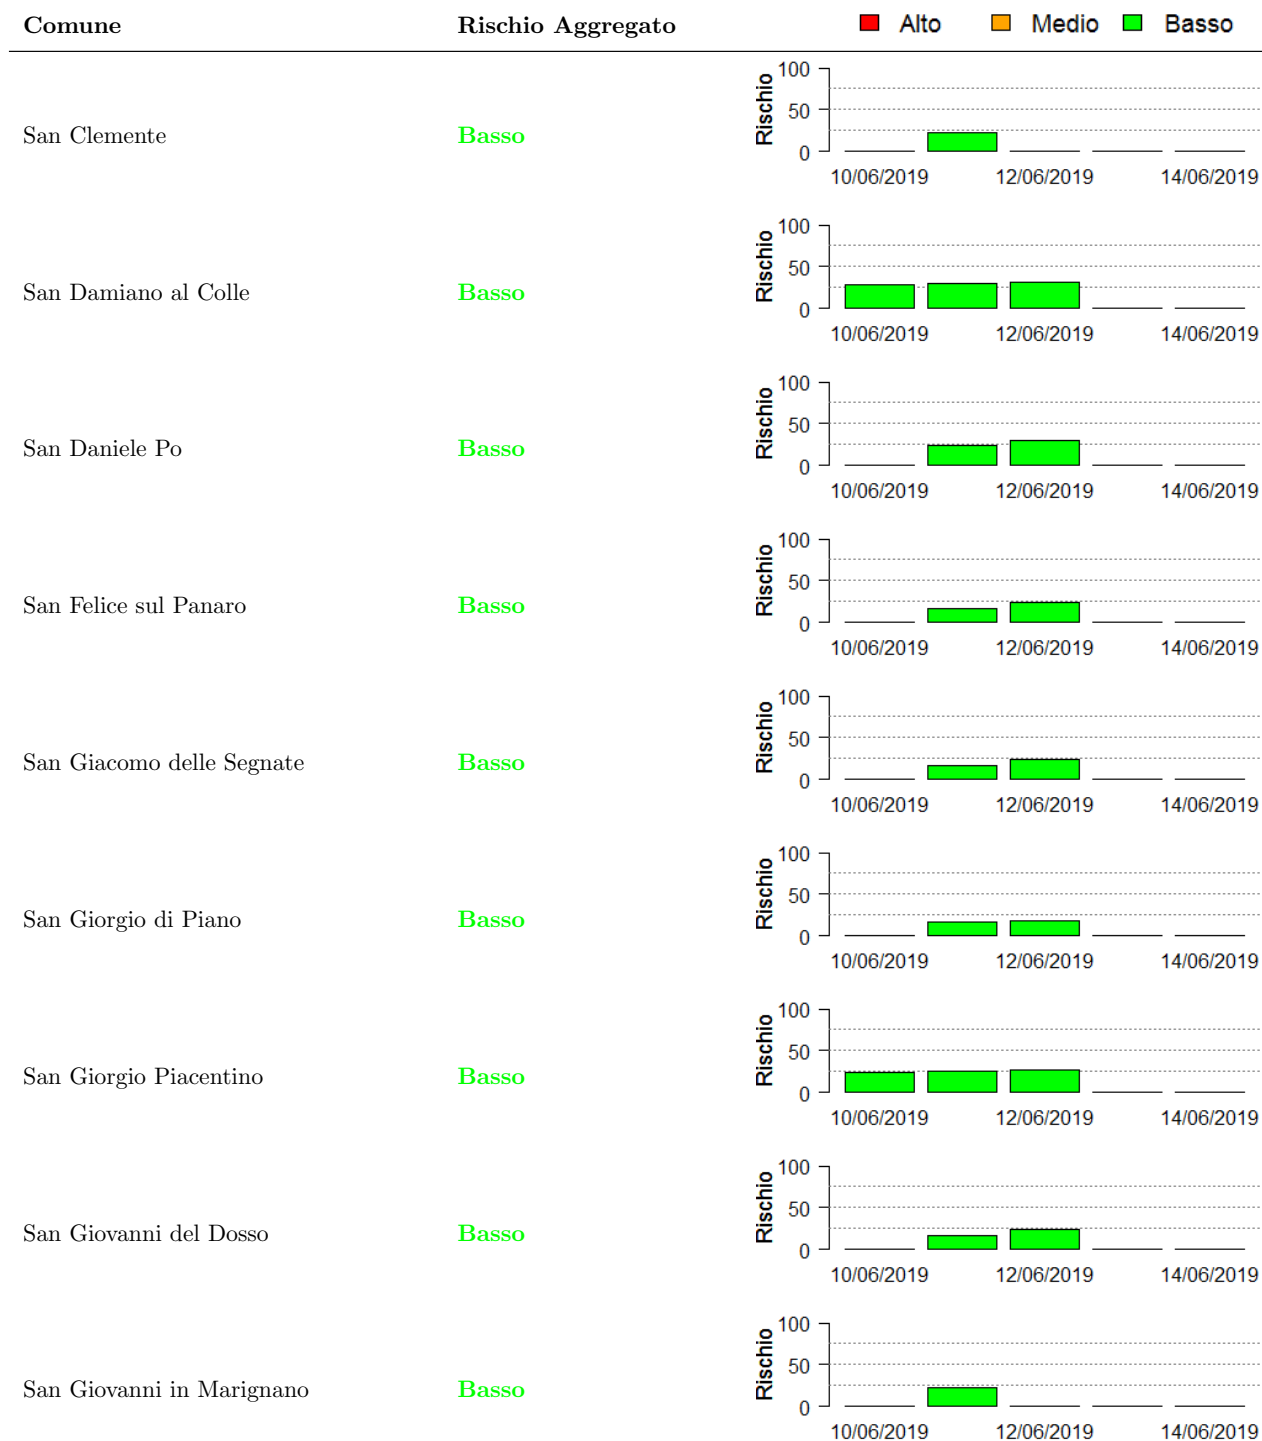 Comune Rischio Aggregato Alto Medio Basso
San Clemente Basso
Rischio
100
50
0
10/06/2019 12/06/2019 14/06/2019
San Damiano al Colle Basso
Rischio
100
50
0
10/06/2019 12/06/2019 14/06/2019
San Daniele Po Basso
Rischio
100
50
0
10/06/2019 12/06/2019 14/06/2019
San Felice sul Panaro Basso
Rischio
100
50
0
10/06/2019 12/06/2019 14/06/2019
San Giacomo delle Segnate Basso
Rischio
100
50
0
10/06/2019 12/06/2019 14/06/2019
San Giorgio di Piano Basso
Rischio
100
50
0
10/06/2019 12/06/2019 14/06/2019
San Giorgio Piacentino Basso
Rischio
100
50
0
10/06/2019 12/06/2019 14/06/2019
San Giovanni del Dosso Basso
Rischio
100
50
0
10/06/2019 12/06/2019 14/06/2019
San Giovanni in Marignano Basso
Rischio
100
50
0
10/06/2019 12/06/2019 14/06/2019